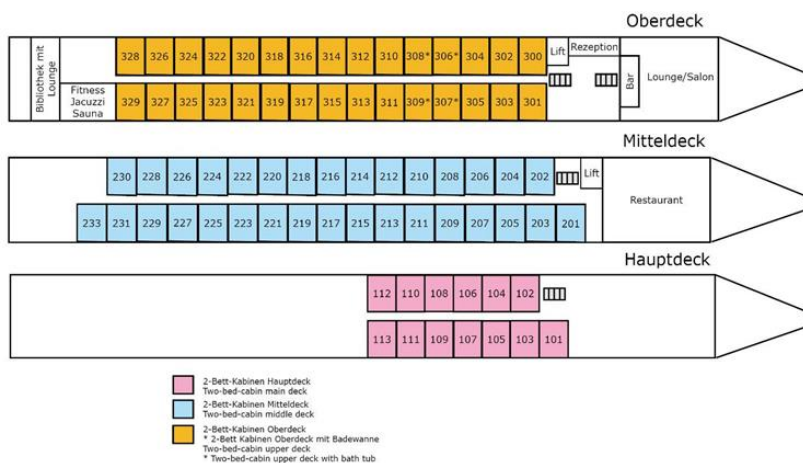 Oberdeck
Bibliothek mit
Lounge
328 326 324 322 320 318 316 314 312 310 308* 306* 304 302 300
Lift
Rezeption
Fitness
Jacuzzi
Sauna
329 327 325 323 321 319 317 315 313 311 309* 307* 305 303 301
Bar
Lounge/Salon
Mitteldeck
230 228 226 224 222 220 218 216 214 212 210 208 206 204 202
Lift
Restaurant
233 231 229 227 225 223 221 219 217 215 213 211 209 207 205 203 201
Hauptdeck
112 110 108 106 104 102
113 111 109 107 105 103 101
2-Bett-Kabinen Hauptdeck
Two-bed-cabin main deck
2-Bett-Kabinen Mitteldeck
Two-bed-cabin middle deck
2-Bett-Kabinen Oberdeck
* 2-Bett Kabinen Oberdeck mit Badewanne
Two-bed-cabin upper deck
* Two-bed-cabin upper deck with bath tub